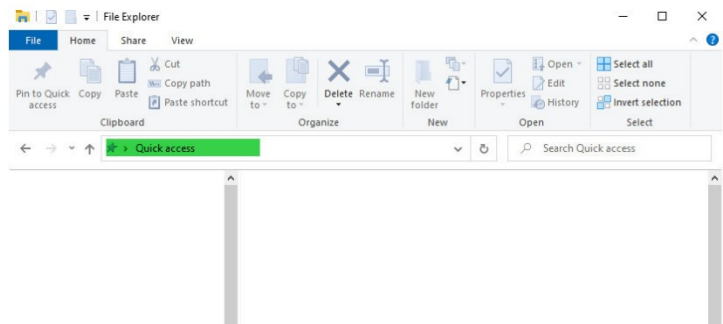 File Explorer
File Home Share View
Pin to Quick access
Copy
Paste
Cut
Copy path
Paste shortcut
Clipboard
Move to
Copy to
Delete
Rename
Organize
New folder
New
Properties
Open
Edit
History
Open
Select all
Select none
Invert selection
Select
Quick access
Search Quick access